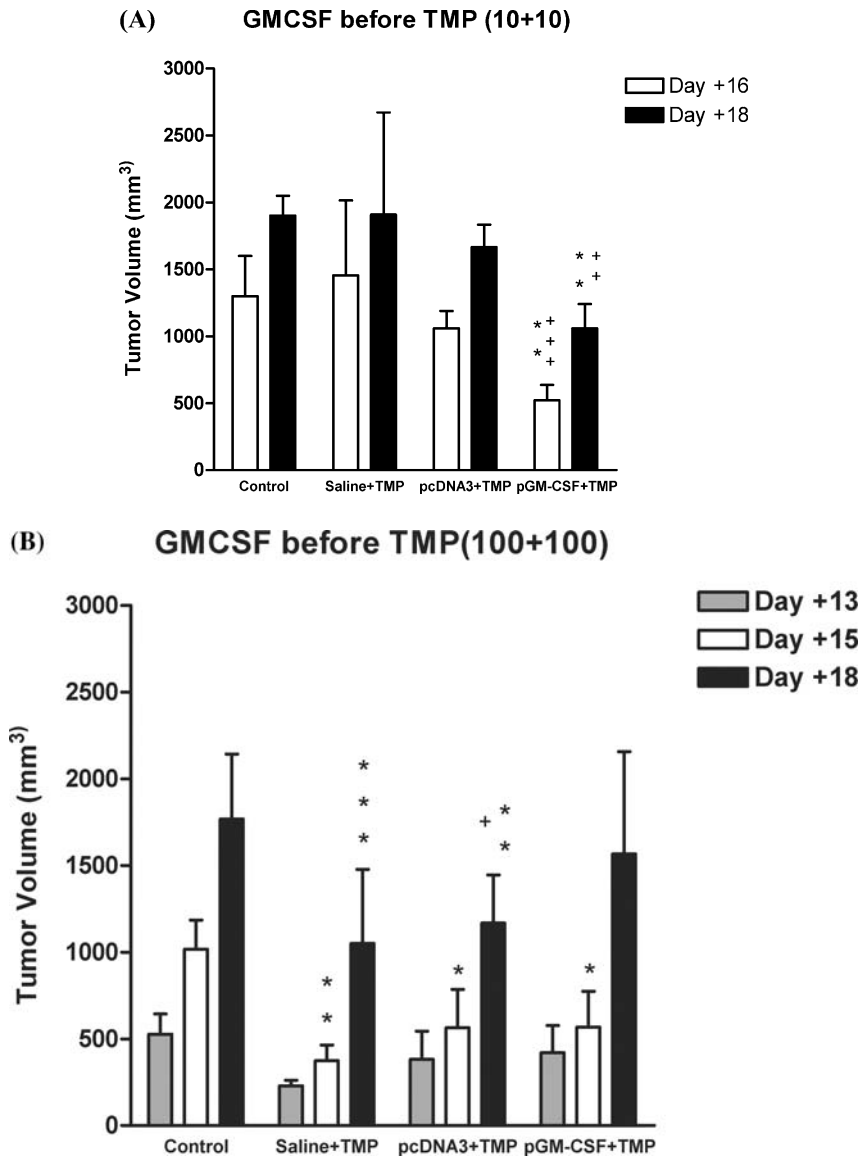 (A) GMCSF before TMP (10+10)
3000
2500
2000
1500
1000
500
0
Tumor Volume (mm³)
Day +16
Day +18
* +
* +
* +
+
* +
*
Control Saline+TMP pcDNA3+TMP pGM-CSF+TMP
(B) GMCSF before TMP(100+100)
3000
2500
2000
1500
1000
500
0
Tumor Volume (mm³)
Day +13
Day +15
Day +18
*
*
*
*
*
+ *
*
*
*
Control Saline+TMP pcDNA3+TMP pGM-CSF+TMP